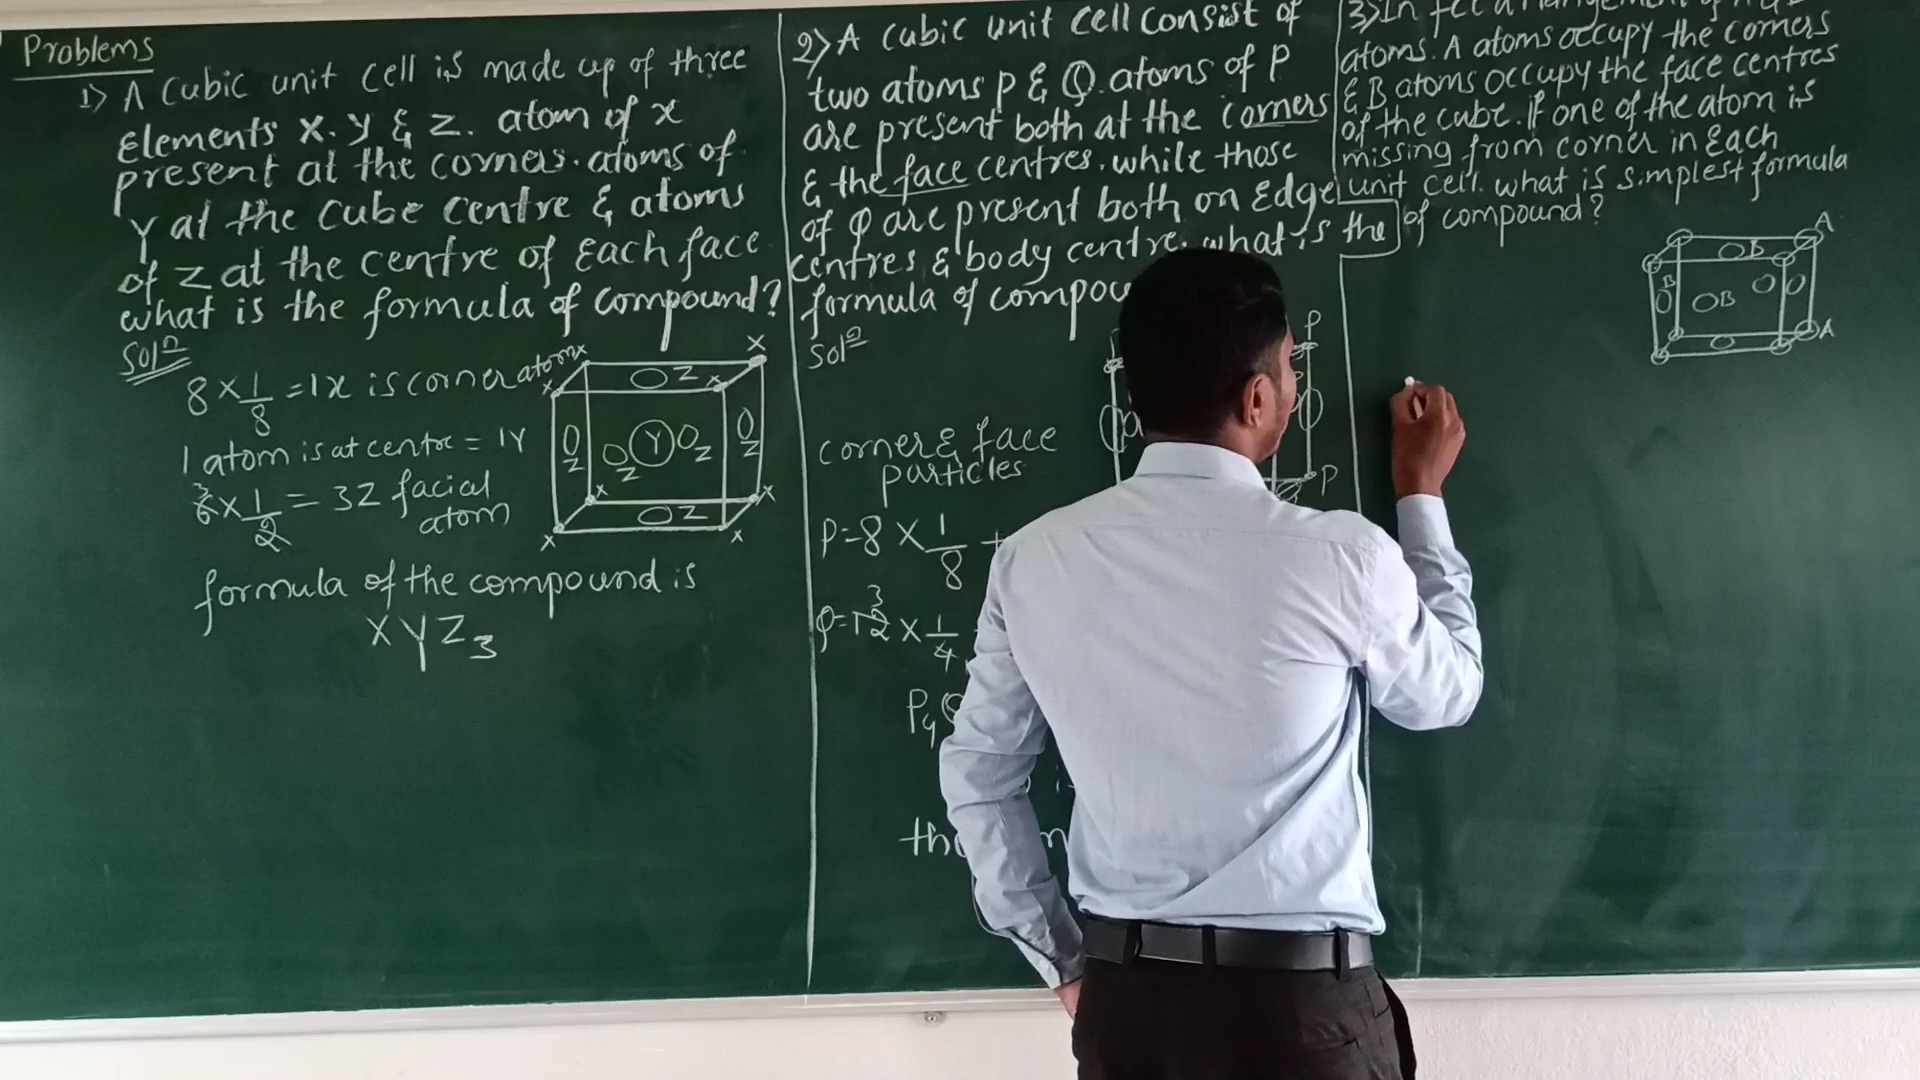 Problems
1) A cubic unit cell is made up of three
Elements X. Y & Z. atom of x
present at the corners. atoms of
Y at the cube centre & atoms
of Z at the centre of Each face
what is the formula of compound?
Soln
8 × 1/8 = 1x is corner atom
1 atom is at centre = 1Y
6 × 1/2 = 3Z facial
3
atom
formula of the compound is
XYZ3
x
x
x
x
x
x
x
x
Z
Z
Z
Y
Z
Z
Z
2) A cubic unit cell consist of
two atoms P & Q. atoms of P
are present both at the corners
& the face centres. while those
of Q are present both on Edge
centres & body centre. what is the
formula of
Soln
corner & face
particles
P=8 × 1/8 +
Q=12 × 1/4
3
P4
P
P
3) In
atoms. A atoms occupy the corners
& B atoms occupy the face centres
of the cube. if one of the atom is
missing from corner in Each
unit cell. what is simplest formula
of compound?
A
B
B
B
A